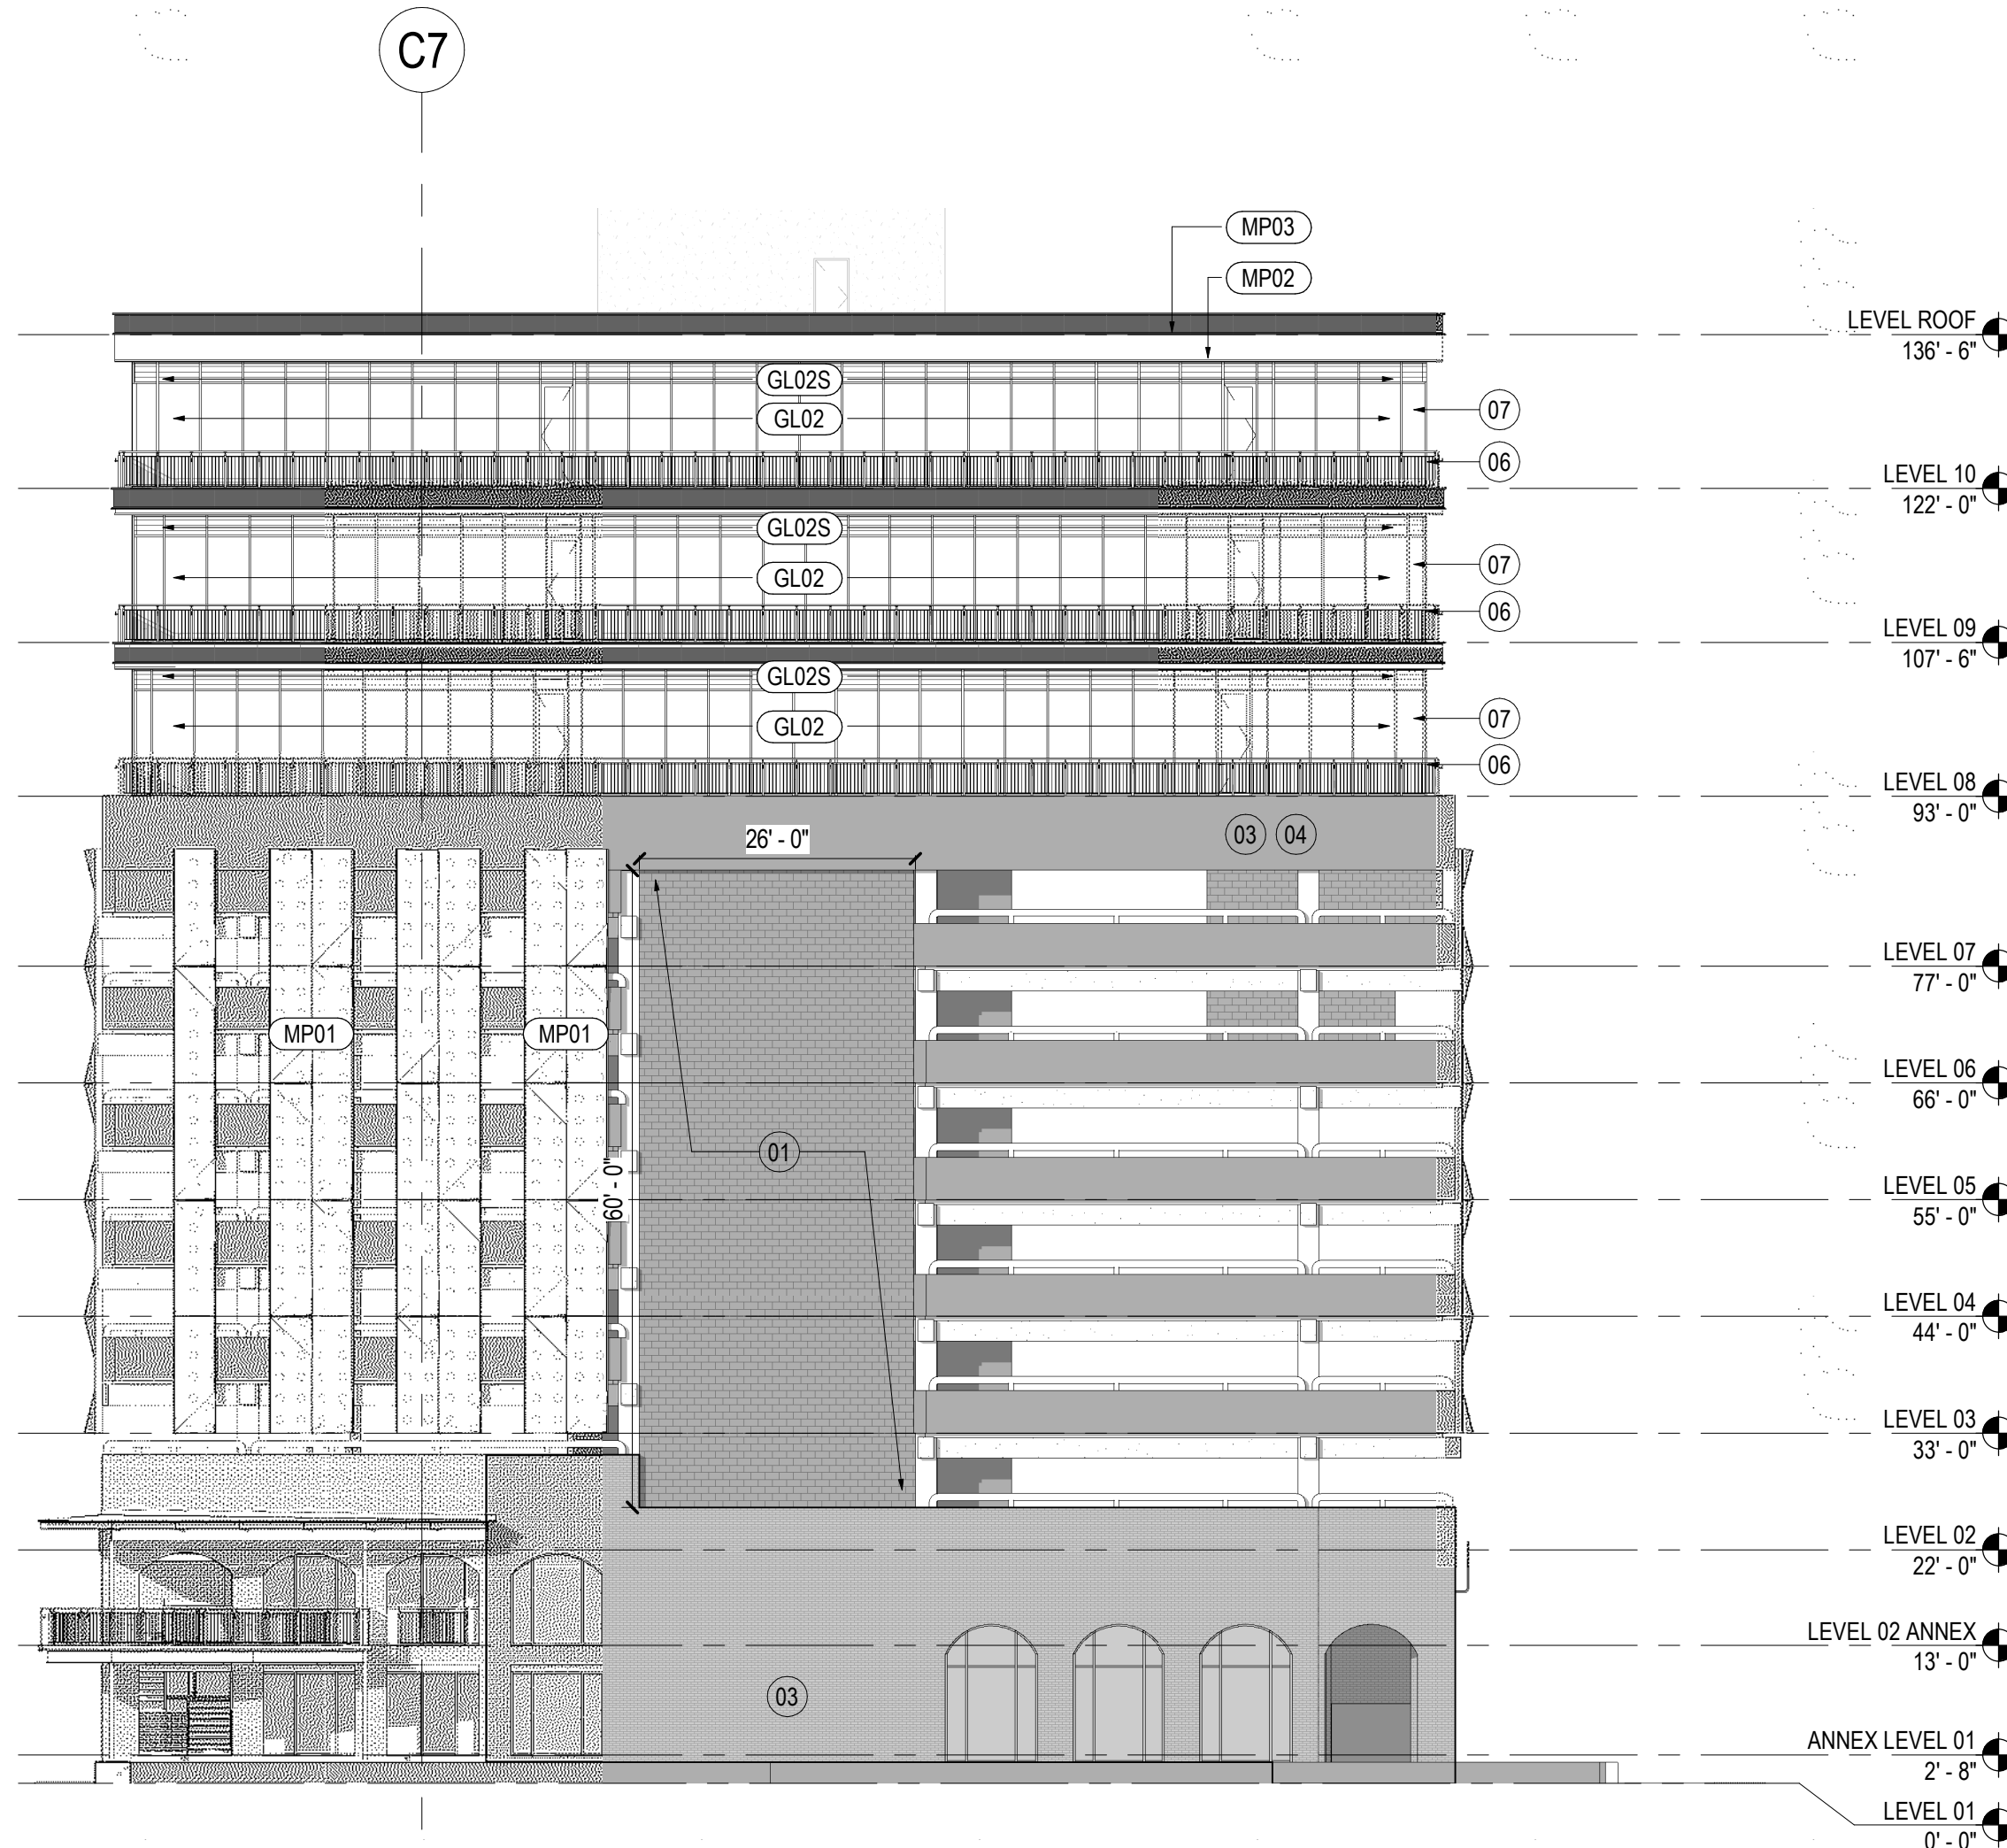 C7
MP03
MP02
LEVEL ROOF
136' - 6"
GL02S
GL02
07
06
LEVEL 10
122' - 0"
GL02S
GL02
07
06
LEVEL 09
107' - 6"
GL02S
GL02
07
06
LEVEL 08
93' - 0"
26' - 0"
03
04
LEVEL 07
77' - 0"
MP01
MP01
LEVEL 06
66' - 0"
01
60' - 0"
LEVEL 05
55' - 0"
LEVEL 04
44' - 0"
LEVEL 03
33' - 0"
LEVEL 02
22' - 0"
LEVEL 02 ANNEX
13' - 0"
03
ANNEX LEVEL 01
2' - 8"
LEVEL 01
0' - 0"